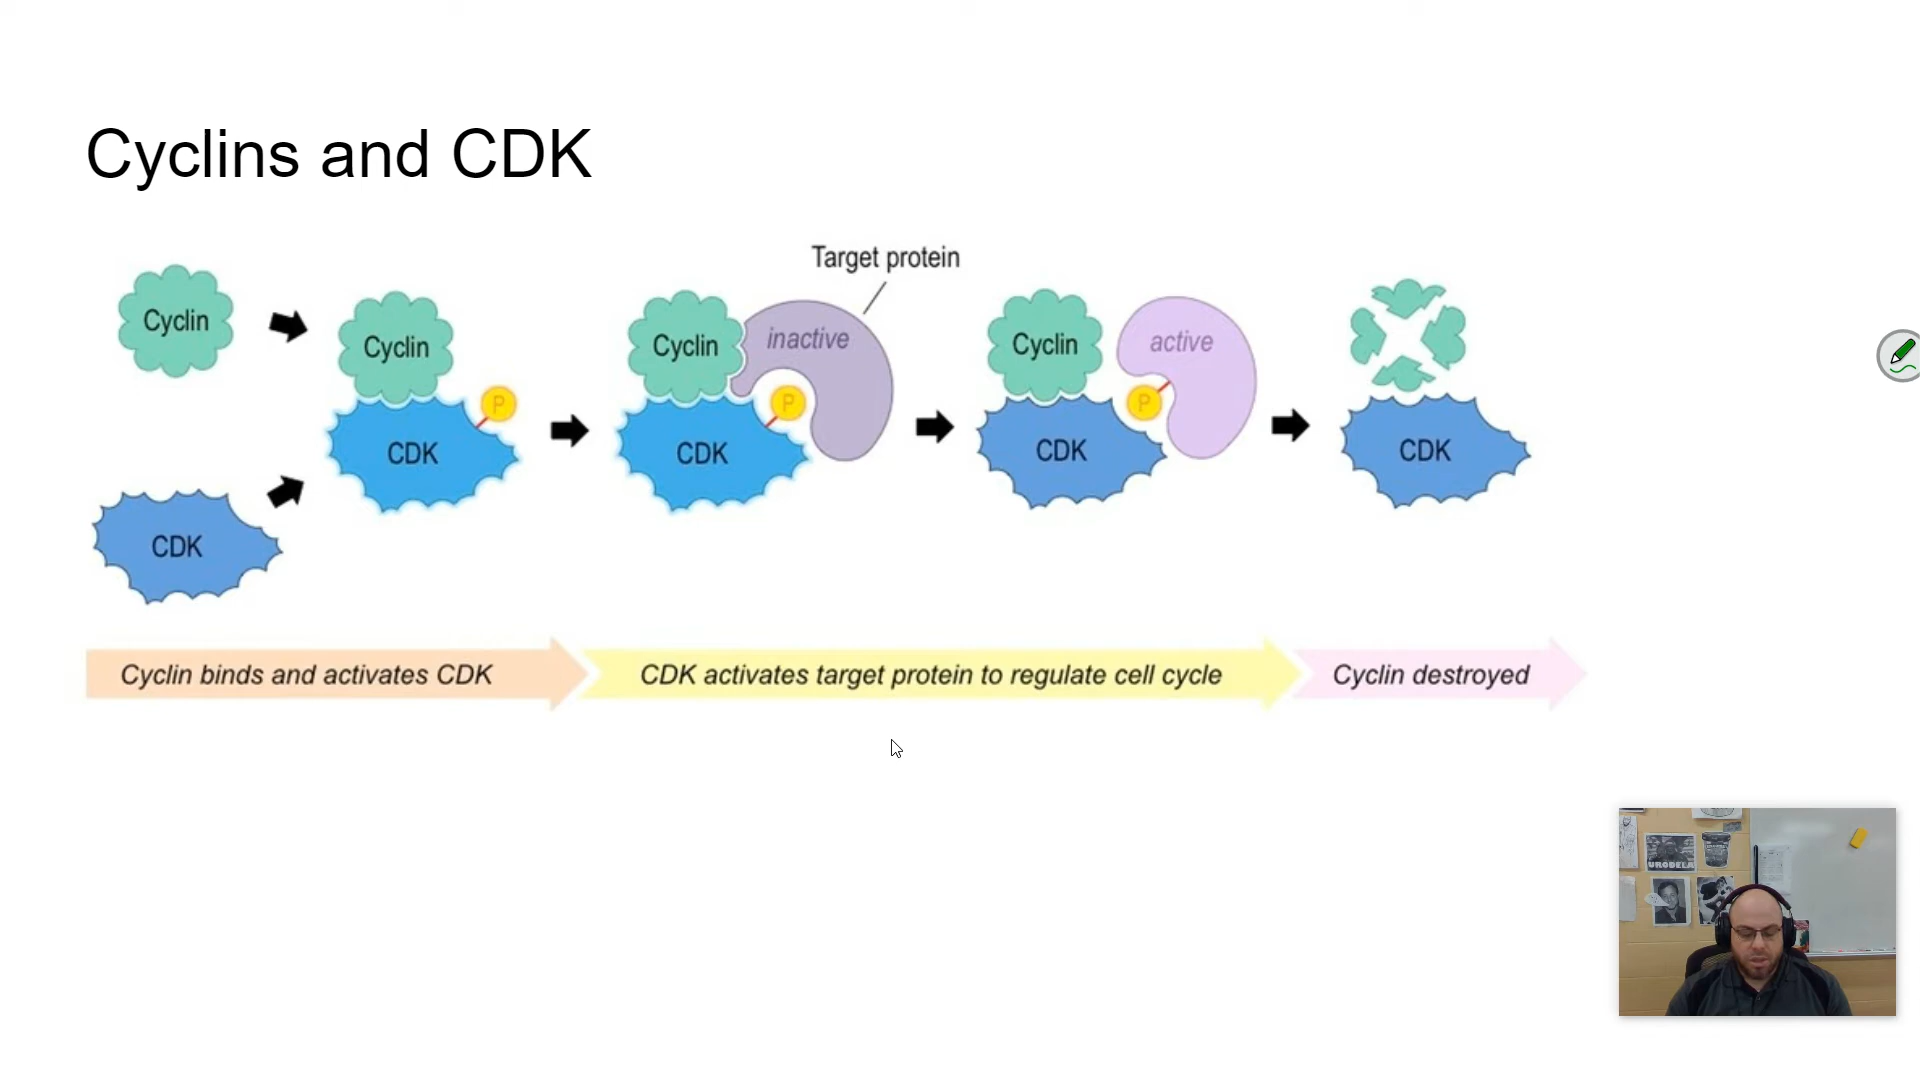 Cyclins and CDK
Target protein
Cyclin
CDK
Cyclin
CDK
P
Cyclin
CDK
P
inactive
Cyclin
CDK
P
active
CDK
Cyclin binds and activates CDK
CDK activates target protein to regulate cell cycle
Cyclin destroyed
URODELA